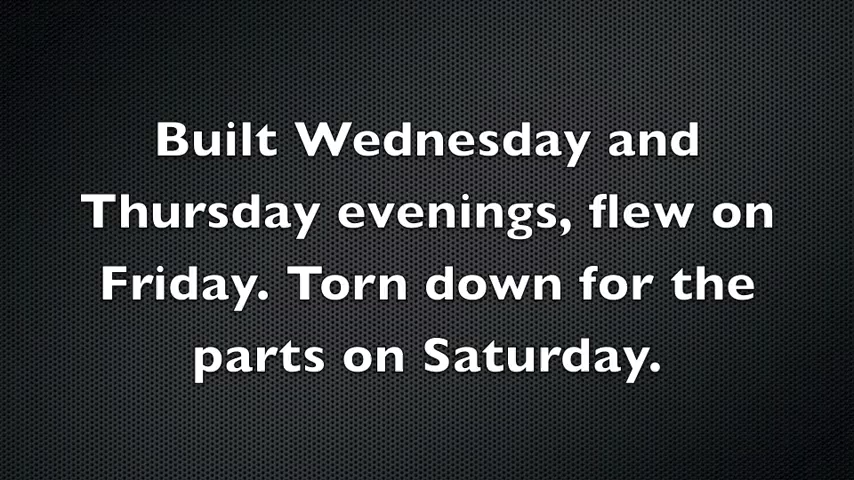 Built Wednesday and
Thursday evenings, flew on
Friday. Torn down for the
parts on Saturday.